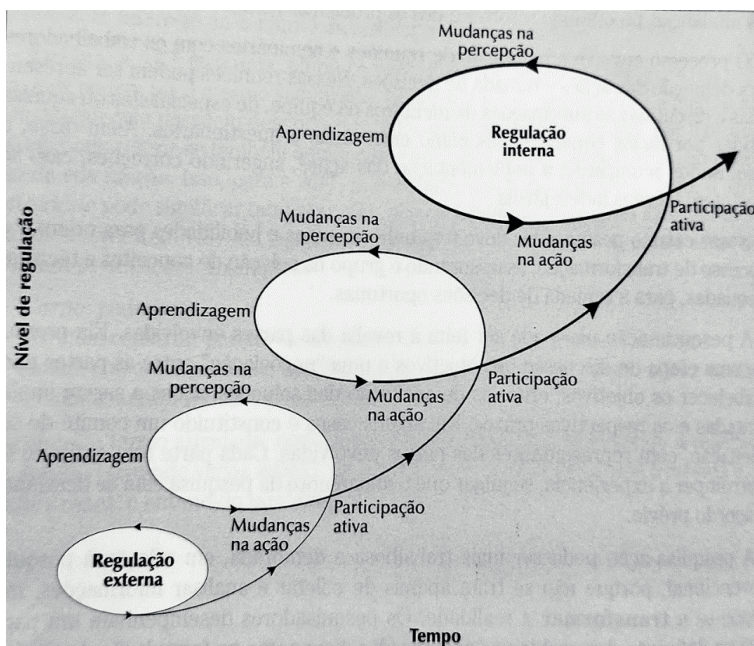 Mudanças na
percepção
Aprendizagem
Regulação
interna
Participação
ativa
Mudanças na
ação
Mudanças na
percepção
Aprendizagem
Participação
ativa
Mudanças na
ação
Mudanças na
percepção
Aprendizagem
Participação
ativa
Mudanças
na ação
Regulação
externa
Nível de regulação
Tempo